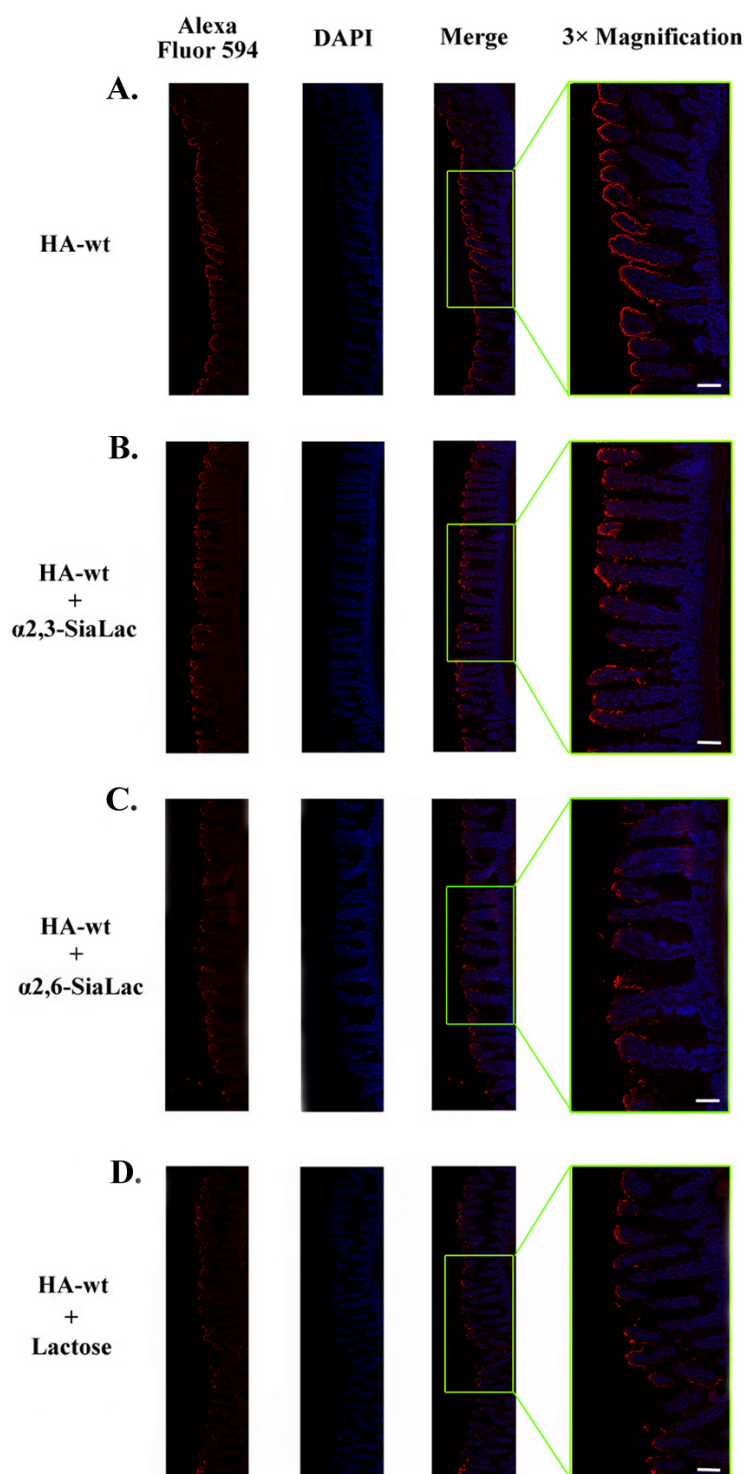 Alexa
Fluor 594
DAPI
Merge
3× Magnification
A.
HA-wt
B.
HA-wt
+
α2,3-SiaLac
C.
HA-wt
+
α2,6-SiaLac
D.
HA-wt
+
Lactose